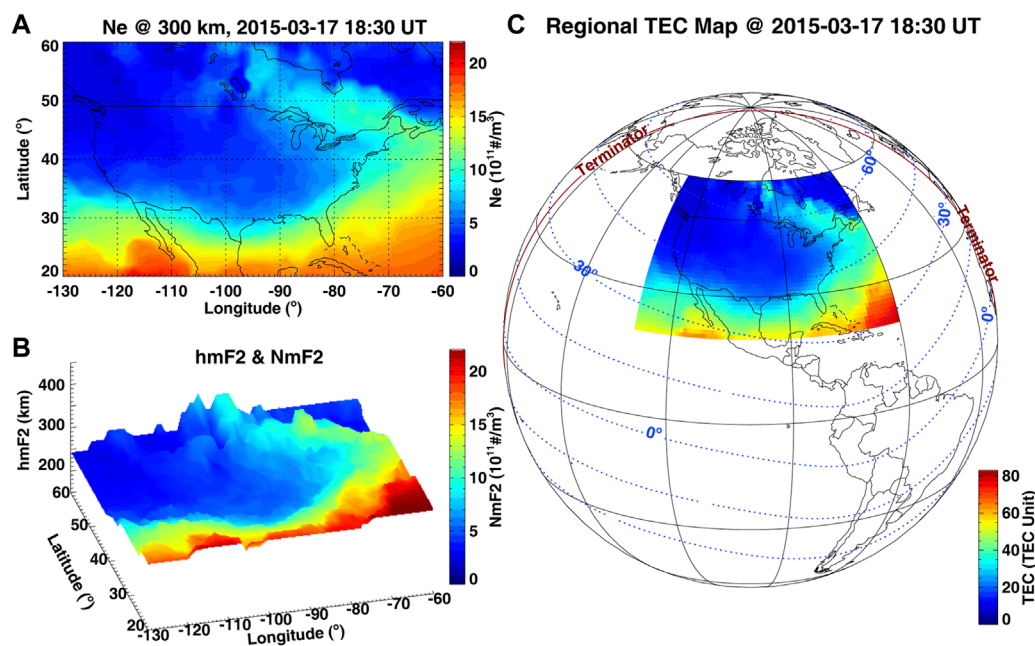 A
Ne @ 300 km, 2015-03-17 18:30 UT
60
50
40
30
20
Latitude (°)
-130 -120 -110 -100 -90 -80 -70 -60
Longitude (°)
20
15
10
5
0
Ne (10¹¹#/m³)
B
hmF2 & NmF2
400
300
200
60
hmF2 (km)
50
40
30
20
Latitude (°)
-130 -120 -110 -100 -90 -80 -70 -60
Longitude (°)
20
15
10
5
0
NmF2 (10¹¹#/m³)
C
Regional TEC Map @ 2015-03-17 18:30 UT
Terminator
60°
30°
Terminator
30°
0°
0°
80
60
40
20
0
TEC (TEC Unit)